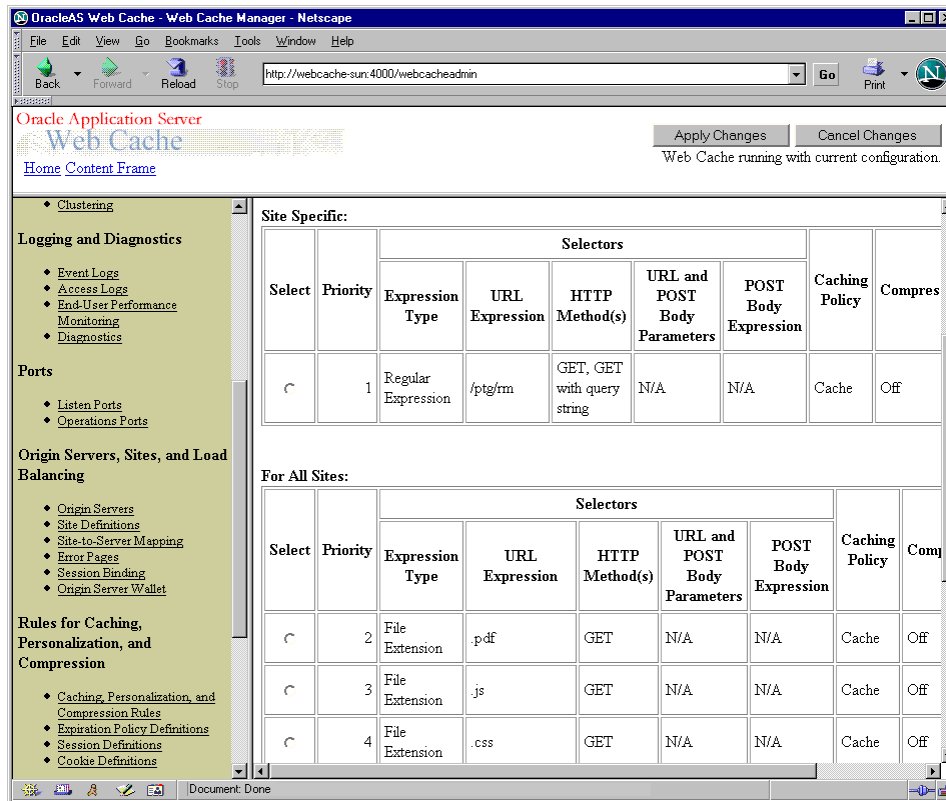 OracleAS Web Cache - Web Cache Manager - Netscape
File Edit View Go Bookmarks Tools Window Help
Back Forward Reload Stop
http://webcache-sun:4000/webcacheadmin
Go
Print
N
Oracle Application Server
Web Cache
Home Content Frame
Apply Changes Cancel Changes
Web Cache running with current configuration.
Clustering
Logging and Diagnostics
Event Logs
Access Logs
End-User Performance
Monitoring
Diagnostics
Ports
Listen Ports
Operations Ports
Origin Servers, Sites, and Load
Balancing
Origin Servers
Site Definitions
Site-to-Server Mapping
Error Pages
Session Binding
Origin Server Wallet
Rules for Caching,
Personalization, and
Compression
Caching, Personalization, and
Compression Rules
Expiration Policy Definitions
Session Definitions
Cookie Definitions
Site Specific:
Selectors
Select Priority
Expression
Type
URL
Expression
HTTP
Method(s)
URL and
POST
Body
Parameters
POST
Body
Expression
Caching
Policy
Compres
1
Regular
Expression
/ptg/rm
GET, GET
with query
string
N/A
N/A
Cache
Off
For All Sites:
Selectors
Select Priority
Expression
Type
URL
Expression
HTTP
Method(s)
URL and
POST
Body
Parameters
POST
Body
Expression
Caching
Policy
Comp
2
File
Extension
.pdf
GET
N/A
N/A
Cache
Off
3
File
Extension
.js
GET
N/A
N/A
Cache
Off
4
File
Extension
.css
GET
N/A
N/A
Cache
Off
Document: Done